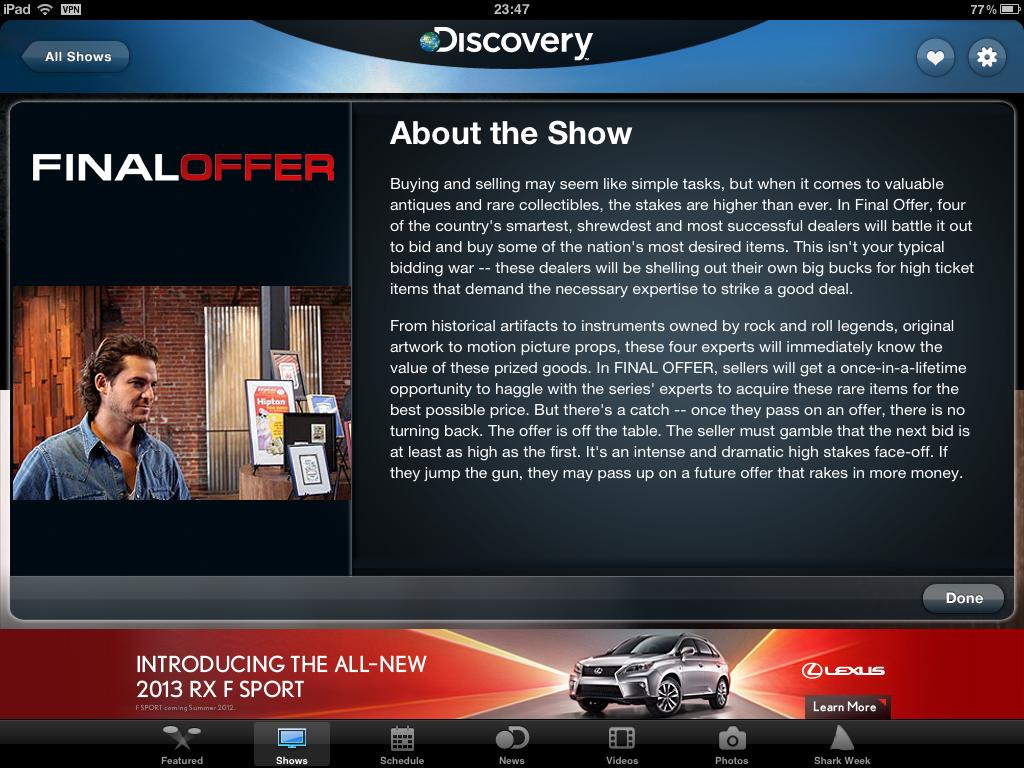 iPad VPN 23:47 77%
All Shows
Discovery
FINALOFFER
Hipton
About the Show
Buying and selling may seem like simple tasks, but when it comes to valuable
antiques and rare collectibles, the stakes are higher than ever. In Final Offer, four
of the country's smartest, shrewdest and most successful dealers will battle it out
to bid and buy some of the nation's most desired items. This isn't your typical
bidding war -- these dealers will be shelling out their own big bucks for high ticket
items that demand the necessary expertise to strike a good deal.
From historical artifacts to instruments owned by rock and roll legends, original
artwork to motion picture props, these four experts will immediately know the
value of these prized goods. In FINAL OFFER, sellers will get a once-in-a-lifetime
opportunity to haggle with the series' experts to acquire these rare items for the
best possible price. But there's a catch -- once they pass on an offer, there is no
turning back. The offer is off the table. The seller must gamble that the next bid is
at least as high as the first. It's an intense and dramatic high stakes face-off. If
they jump the gun, they may pass up on a future offer that rakes in more money.
Done
INTRODUCING THE ALL-NEW
2013 RX F SPORT
F SPORT coming Summer 2012.
LEXUS
Learn More
Featured Shows Schedule News Videos Photos Shark Week